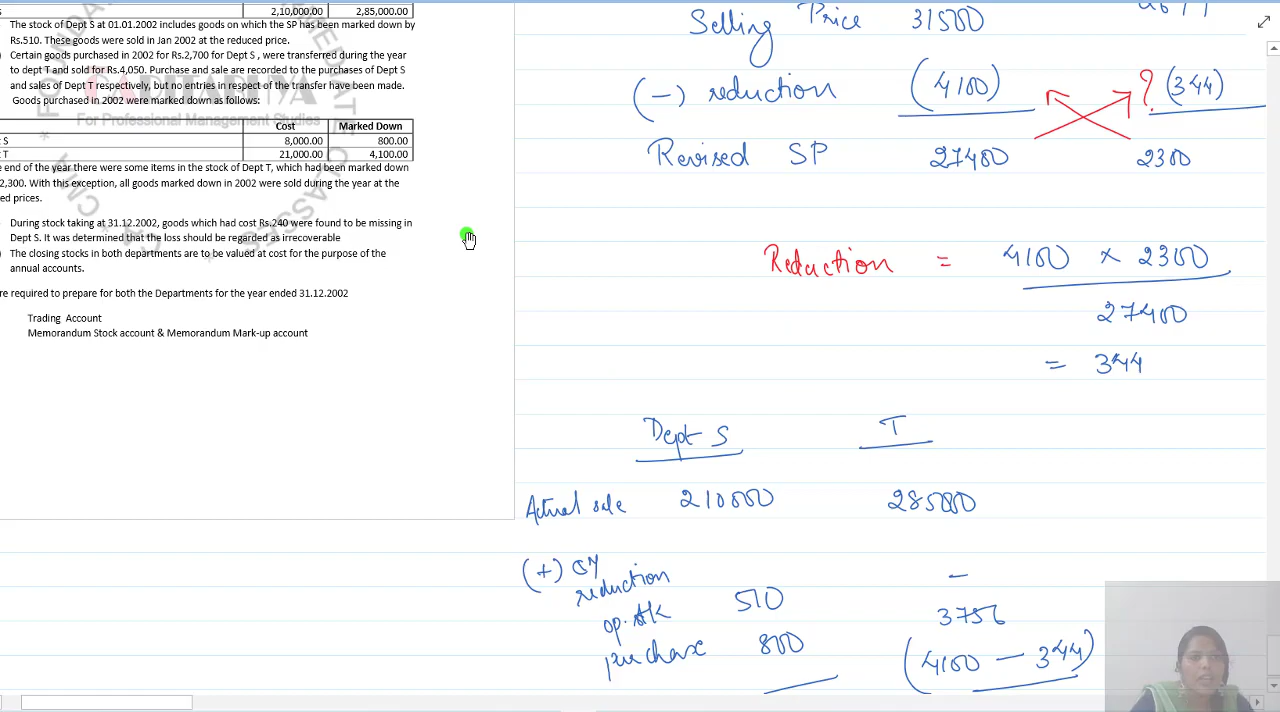 s 2,10,000.00 2,85,000.00
The stock of Dept S at 01.01.2002 includes goods on which the SP has been marked down by
Rs.510. These goods were sold in Jan 2002 at the reduced price.
) Certain goods purchased in 2002 for Rs.2,700 for Dept S , were transferred during the year
to dept T and sold for Rs.4,050. Purchase and sale are recorded to the purchases of Dept S
and sales of Dept T respectively, but no entries in respect of the transfer have been made.
Goods purchased in 2002 were marked down as follows:
For Professional Management Studies
Cost Marked Down
S 8,000.00 800.00
T 21,000.00 4,100.00
e end of the year there were some items in the stock of Dept T, which had been marked down
2,300. With this exception, all goods marked down in 2002 were sold during the year at the
ed prices.
During stock taking at 31.12.2002, goods which had cost Rs.240 were found to be missing in
Dept S. It was determined that the loss should be regarded as irrecoverable
) The closing stocks in both departments are to be valued at cost for the purpose of the
annual accounts.
re required to prepare for both the Departments for the year ended 31.12.2002
Trading Account
Memorandum Stock account & Memorandum Mark-up account
Selling Price 31500
(-) reduction (4100) ? (344)
Revised SP 27400 2300
Reduction = 4100 × 2300
27400
= 344
Dept S T
Actual sale 210000 285000
(+) CY
reduction -
op. stk 510 3756
purchase 800 (4100 - 344)